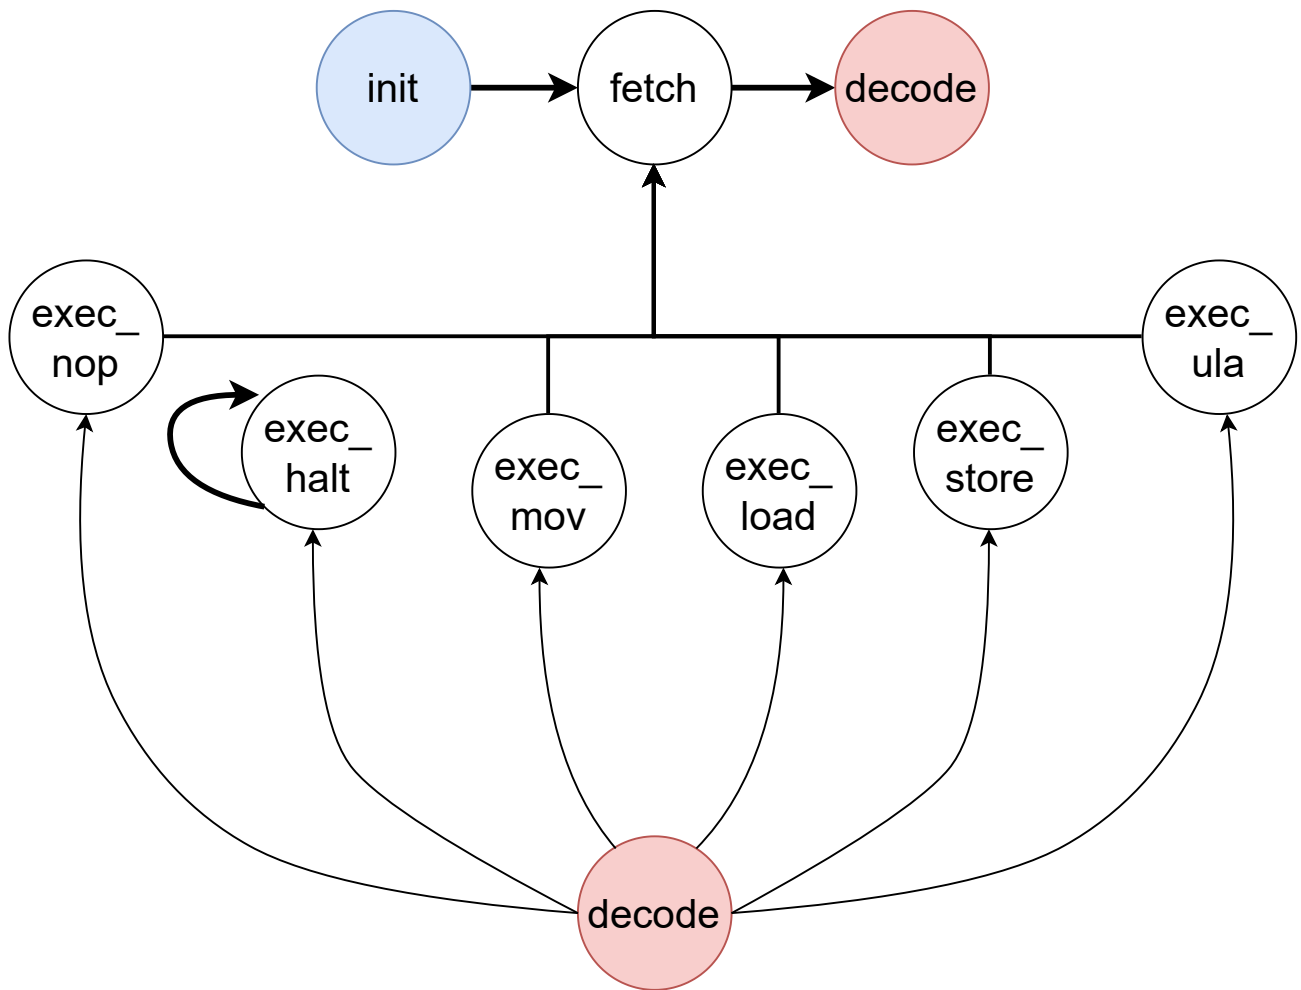 init
fetch
decode
exec_
nop
exec_
ula
exec_
halt
exec_
mov
exec_
load
exec_
store
decode